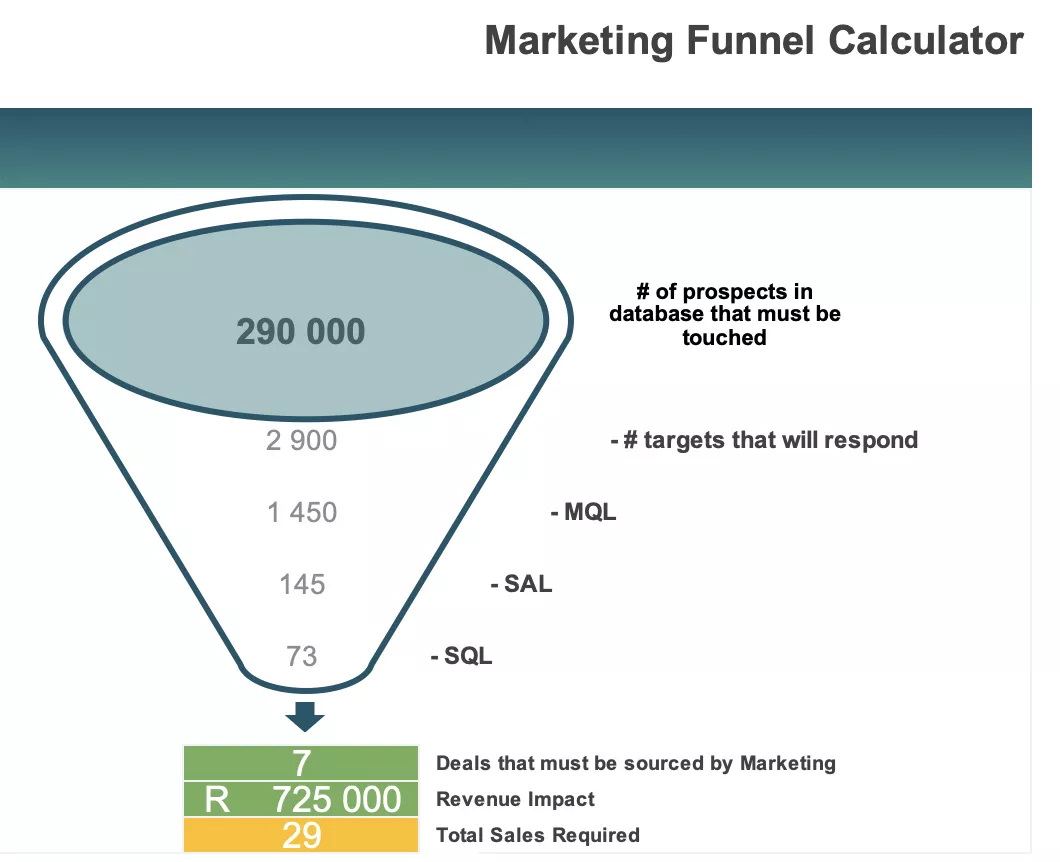 Marketing Funnel Calculator
290 000
# of prospects in
database that must be
touched
2 900 - # targets that will respond
1 450 - MQL
145 - SAL
73 - SQL
7 Deals that must be sourced by Marketing
R 725 000 Revenue Impact
29 Total Sales Required